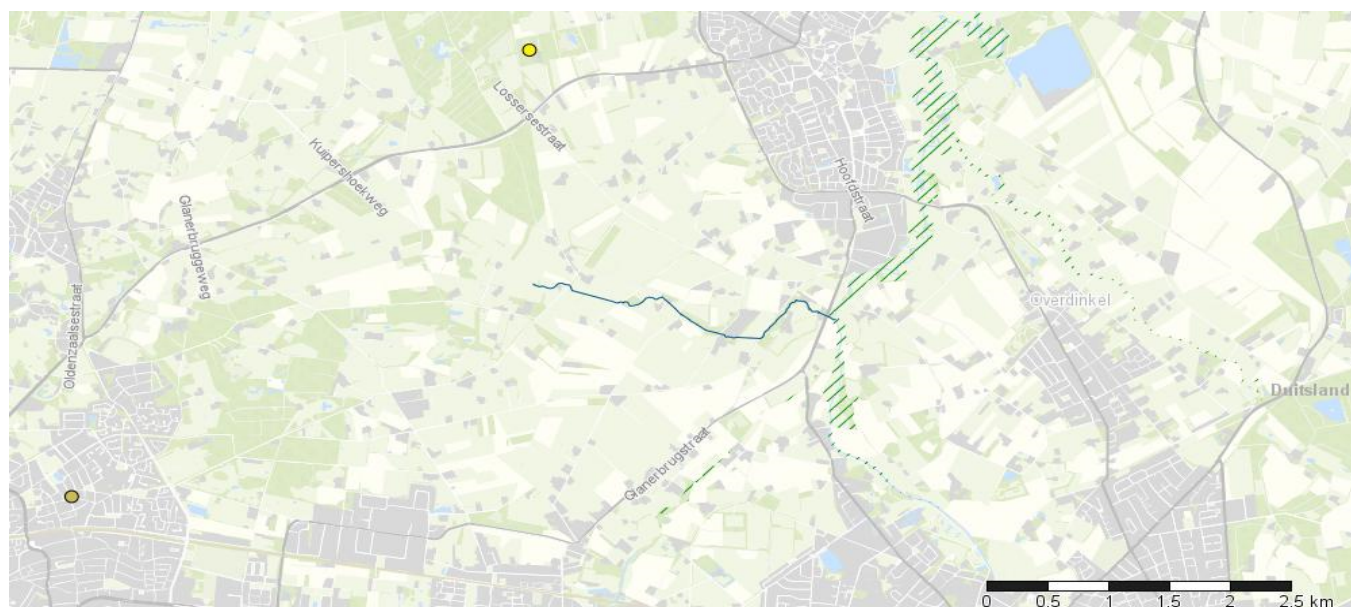 Lossersestraat
Kuipershoekweg
Glanerbruggeweg
Hoofdstraat
Oldenzaalsestraat
Overdinkel
Duitsland
Glanerbrugstraat
0 0.5 1 1.5 2 2.5 km